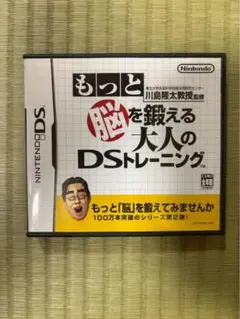 Nintendo
東北大学未来科学技術共同研究センター
川島隆太教授 監修
もっと
脳を鍛える
大人の
DSトレーニング
NINTENDO DS
もっと「脳」を鍛えてみませんか
100万本突破のシリーズ第2弾!